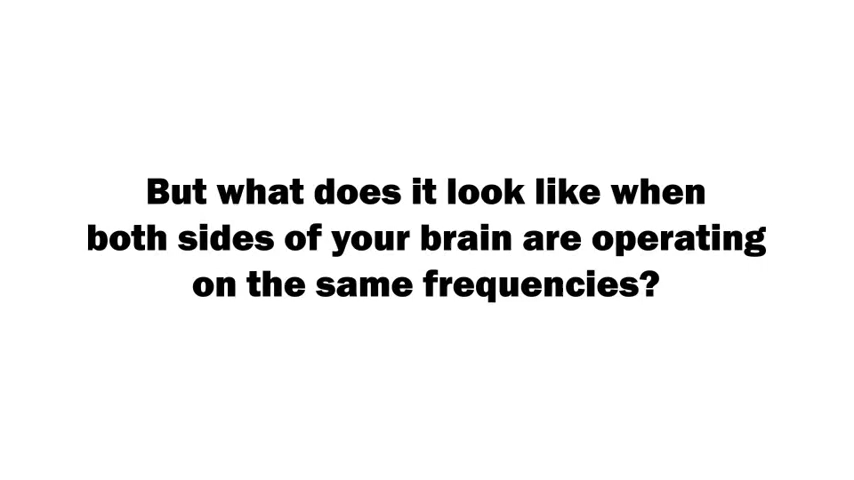 But what does it look like when
both sides of your brain are operating
on the same frequencies?